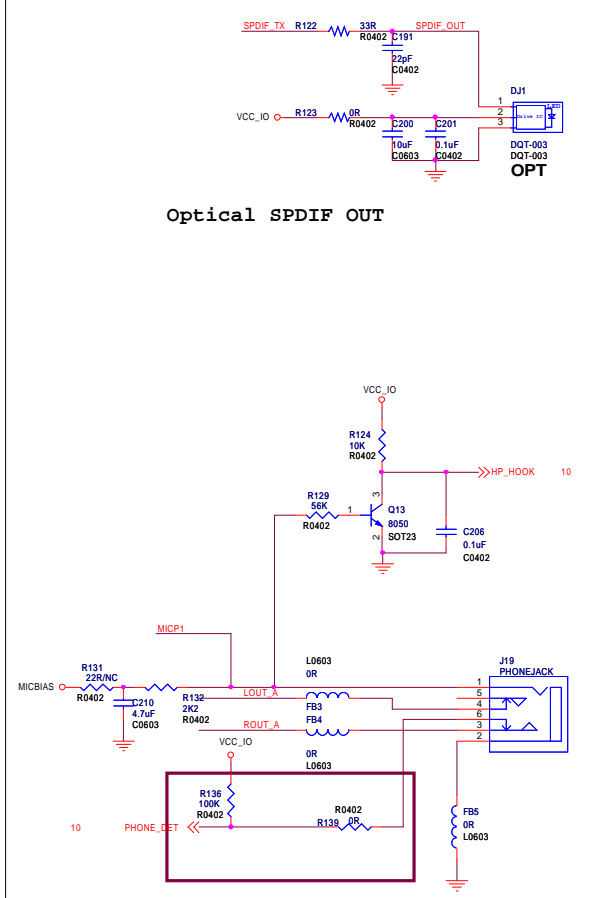 SPDIF_TX R122 33R SPDIF_OUT
R0402 C191
22pF
C0402
DJ1
VCC_IO R123 0R
R0402 C200 C201
10uF 0.1uF
C0603 C0402
1
2
3
LED
Drive IC
DQT-003
DQT-003
OPT
Optical SPDIF OUT
VCC_IO
R124
10K
R0402
HP_HOOK 10
R129
56K
R0402
1
3
2
Q13
8050
SOT23
C206
0.1uF
C0402
MICP1
R131
22R/NC
R0402
MICBIAS
C210
4.7uF
C0603
R132
2K2
R0402
L0603
0R
LOUT_A
FB3
FB4
ROUT_A
0R
L0603
J19
PHONEJACK
1
5
4
6
3
2
VCC_IO
R136
100K
R0402
R0402
R139 0R
10 PHONE_DET
FB5
0R
L0603